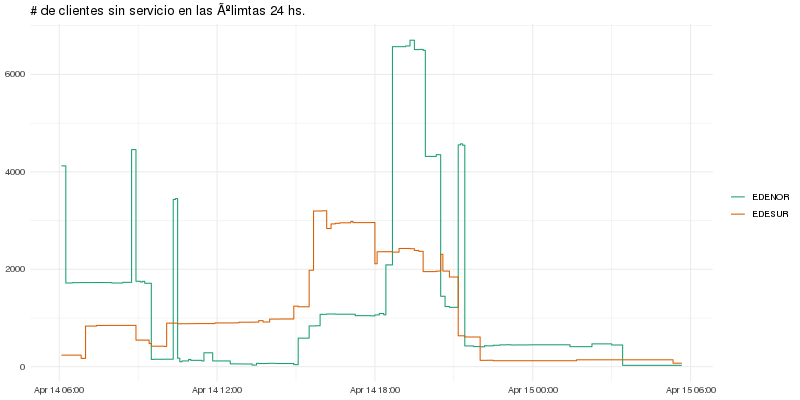 # de clientes sin servicio en las Ãºlimtas 24 hs.
6000
4000
2000
0
Apr 14 06:00
Apr 14 12:00
Apr 14 18:00
Apr 15 00:00
Apr 15 06:00
EDENOR
EDESUR